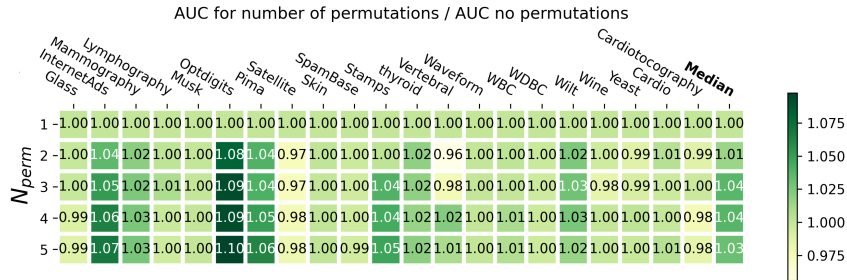 AUC for number of permutations / AUC no permutations
Glass
InternetAds
Mammography
Lymphography
Musk
Optdigits
Pima
Satellite
Skin
SpamBase
Stamps
thyroid
Vertebral
Waveform
WBC
WDBC
Wilt
Wine
Yeast
Cardio
Cardiotocography
Median
N_perm
1 1.00 1.00 1.00 1.00 1.00 1.00 1.00 1.00 1.00 1.00 1.00 1.00 1.00 1.00 1.00 1.00 1.00 1.00 1.00 1.00 1.00 1.00
2 1.00 1.04 1.02 1.00 1.00 1.08 1.04 0.97 1.00 1.00 1.00 1.02 0.96 1.00 1.00 1.00 1.02 1.00 0.99 1.01 0.99 1.01
3 1.00 1.05 1.02 1.01 1.00 1.09 1.04 0.97 1.00 1.00 1.04 1.02 0.98 1.00 1.00 1.00 1.03 0.98 0.99 1.00 1.00 1.04
4 0.99 1.06 1.03 1.00 1.00 1.09 1.05 0.98 1.00 1.00 1.04 1.02 1.02 1.00 1.01 1.00 1.03 1.00 1.00 1.00 0.98 1.04
5 0.99 1.07 1.03 1.00 1.00 1.10 1.06 0.98 1.00 0.99 1.05 1.02 1.01 1.00 1.01 1.00 1.02 1.00 1.00 1.01 0.98 1.03
1.075
1.050
1.025
1.000
0.975